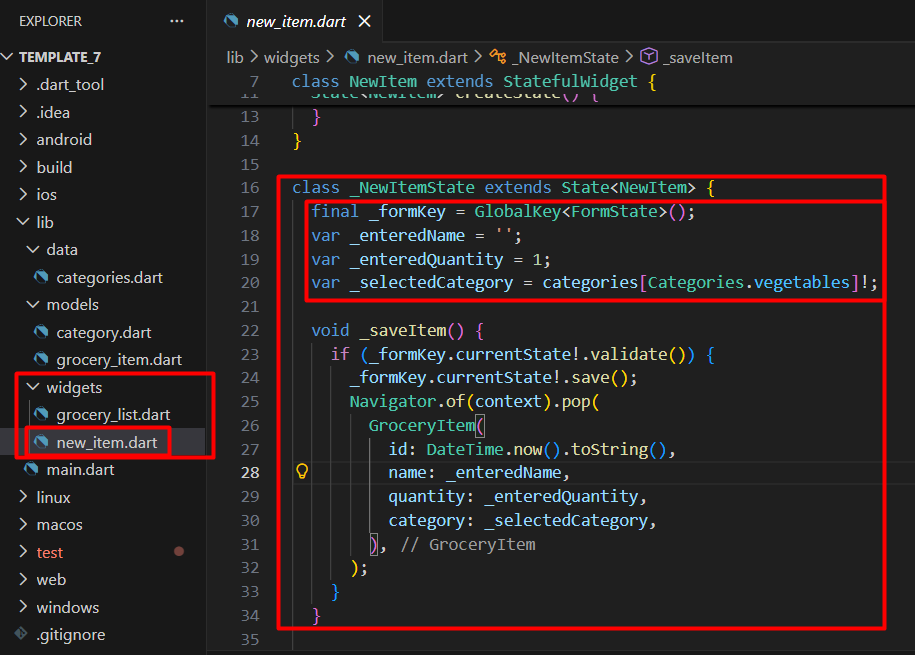 EXPLORER
TEMPLATE_7
.dart_tool
.idea
android
build
ios
lib
data
categories.dart
models
category.dart
grocery_item.dart
widgets
grocery_list.dart
new_item.dart
main.dart
linux
macos
test
web
windows
.gitignore
new_item.dart
lib > widgets > new_item.dart > _NewItemState > _saveItem
7 class NewItem extends StatefulWidget {
11 State<NewItem> createState() {
13 }
14 }
15
16 class _NewItemState extends State<NewItem> {
17 final _formKey = GlobalKey<FormState>();
18 var _enteredName = '';
19 var _enteredQuantity = 1;
20 var _selectedCategory = categories[Categories.vegetables]!;
21
22 void _saveItem() {
23 if (_formKey.currentState!.validate()) {
24 _formKey.currentState!.save();
25 Navigator.of(context).pop(
26 GroceryItem(
27 id: DateTime.now().toString(),
28 name: _enteredName,
29 quantity: _enteredQuantity,
30 category: _selectedCategory,
31 ), // GroceryItem
32 );
33 }
34 }
35